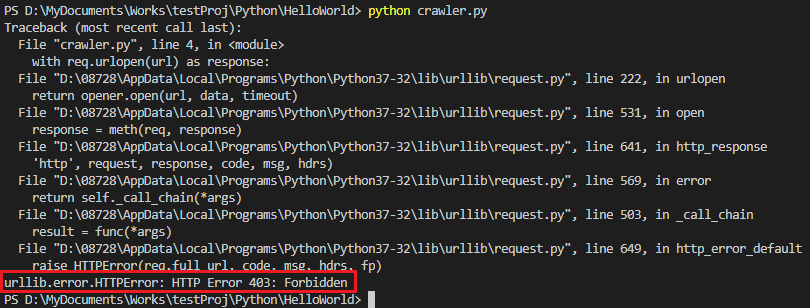 PS D:\MyDocuments\Works\testProj\Python\HelloWorld> python crawler.py
Traceback (most recent call last):
  File "crawler.py", line 4, in <module>
    with req.urlopen(url) as response:
  File "D:\08728\AppData\Local\Programs\Python\Python37-32\lib\urllib\request.py", line 222, in urlopen
    return opener.open(url, data, timeout)
  File "D:\08728\AppData\Local\Programs\Python\Python37-32\lib\urllib\request.py", line 531, in open
    response = meth(req, response)
  File "D:\08728\AppData\Local\Programs\Python\Python37-32\lib\urllib\request.py", line 641, in http_response
    'http', request, response, code, msg, hdrs)
  File "D:\08728\AppData\Local\Programs\Python\Python37-32\lib\urllib\request.py", line 569, in error
    return self._call_chain(*args)
  File "D:\08728\AppData\Local\Programs\Python\Python37-32\lib\urllib\request.py", line 503, in _call_chain
    result = func(*args)
  File "D:\08728\AppData\Local\Programs\Python\Python37-32\lib\urllib\request.py", line 649, in http_error_default
    raise HTTPError(req.full_url, code, msg, hdrs, fp)
urllib.error.HTTPError: HTTP Error 403: Forbidden
PS D:\MyDocuments\Works\testProj\Python\HelloWorld>